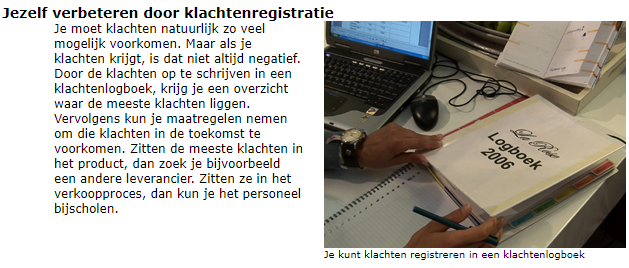 Jezelf verbeteren door klachtenregistratie
Je moet klachten natuurlijk zo veel
mogelijk voorkomen. Maar als je
klachten krijgt, is dat niet altijd negatief.
Door de klachten op te schrijven in een
klachtenlogboek, krijg je een overzicht
waar de meeste klachten liggen.
Vervolgens kun je maatregelen nemen
om die klachten in de toekomst te
voorkomen. Zitten de meeste klachten in
het product, dan zoek je bijvoorbeeld
een andere leverancier. Zitten ze in het
verkoopproces, dan kun je het personeel
bijscholen.
Logboek
2006
Je kunt klachten registreren in een klachtenlogboek